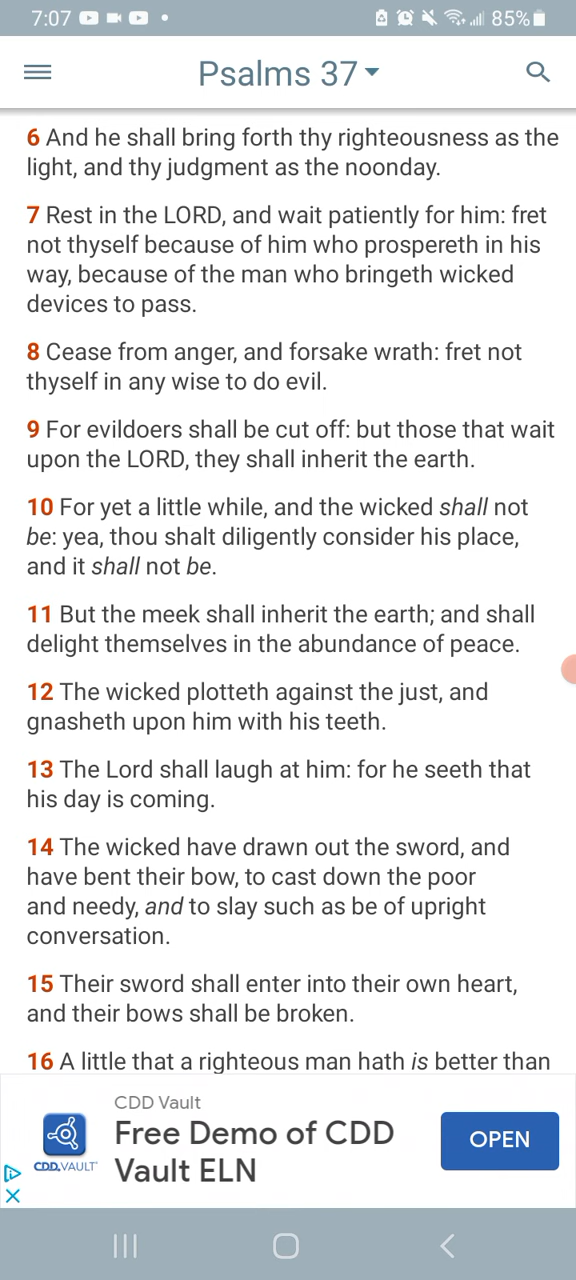 7:07 85%
Psalms 37
6 And he shall bring forth thy righteousness as the
light, and thy judgment as the noonday.
7 Rest in the LORD, and wait patiently for him: fret
not thyself because of him who prospereth in his
way, because of the man who bringeth wicked
devices to pass.
8 Cease from anger, and forsake wrath: fret not
thyself in any wise to do evil.
9 For evildoers shall be cut off: but those that wait
upon the LORD, they shall inherit the earth.
10 For yet a little while, and the wicked shall not
be: yea, thou shalt diligently consider his place,
and it shall not be.
11 But the meek shall inherit the earth; and shall
delight themselves in the abundance of peace.
12 The wicked plotteth against the just, and
gnasheth upon him with his teeth.
13 The Lord shall laugh at him: for he seeth that
his day is coming.
14 The wicked have drawn out the sword, and
have bent their bow, to cast down the poor
and needy, and to slay such as be of upright
conversation.
15 Their sword shall enter into their own heart,
and their bows shall be broken.
16 A little that a righteous man hath is better than
CDD Vault
Free Demo of CDD
Vault ELN
OPEN
CDD VAULT